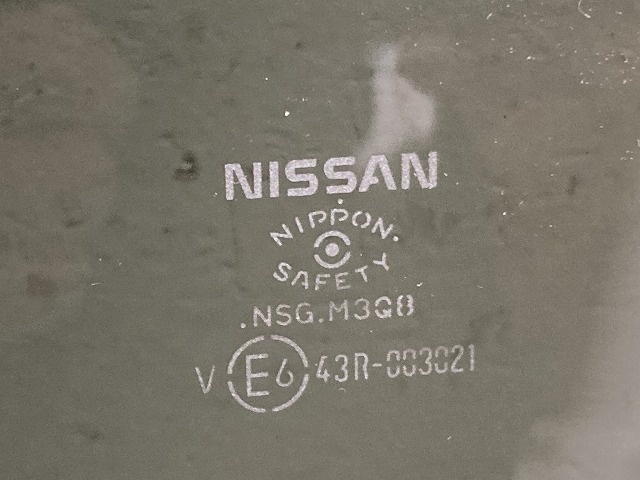 NISSAN
NIPPON.
SAFETY
.NSG.M3Q8
V E6 43R-003021